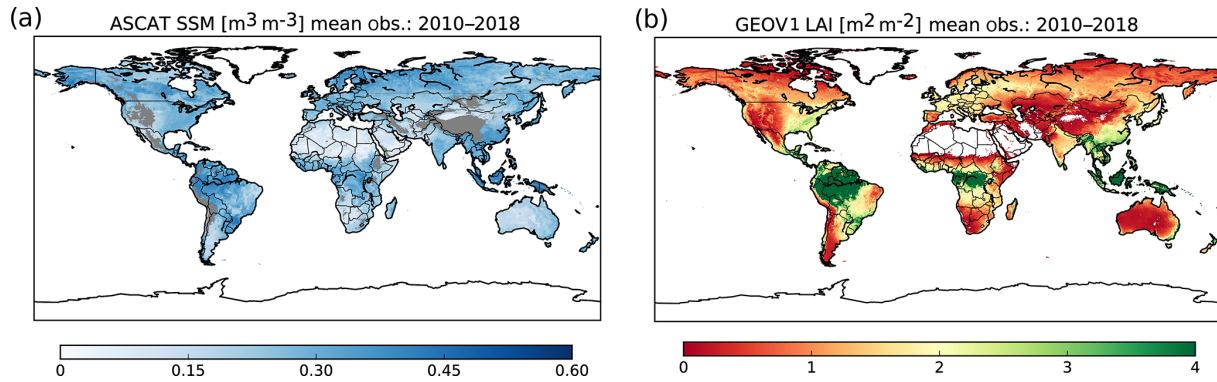 (a)
ASCAT SSM [m³ m⁻³] mean obs.: 2010–2018
0 0.15 0.30 0.45 0.60
(b)
GEOV1 LAI [m² m⁻²] mean obs.: 2010–2018
0 1 2 3 4